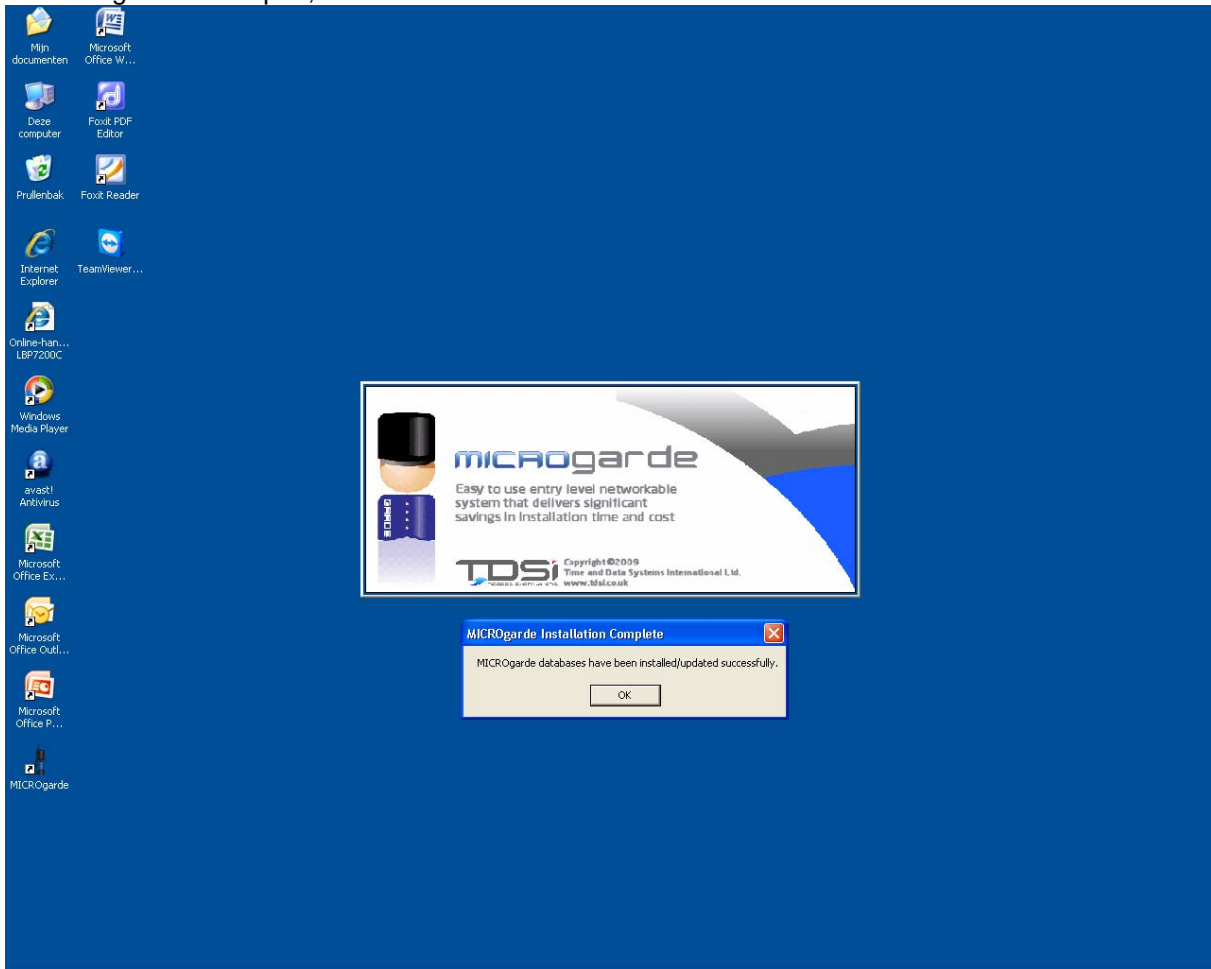 Mijn
documenten
Microsoft
Office W...
Deze
computer
Foxit PDF
Editor
Prullenbak
Foxit Reader
Internet
Explorer
TeamViewer...
Online-han...
LBP7200C
Windows
Media Player
avast!
Antivirus
Microsoft
Office Ex...
Microsoft
Office Outl...
Microsoft
Office P...
MICROgarde
GARDE
microgarde
Easy to use entry level networkable
system that delivers significant
savings in installation time and cost
TDSi
Copyright©2009
Time and Data Systems International Ltd.
www.tdsi.co.uk
MICROgarde Installation Complete
MICROgarde databases have been installed/updated successfully.
OK